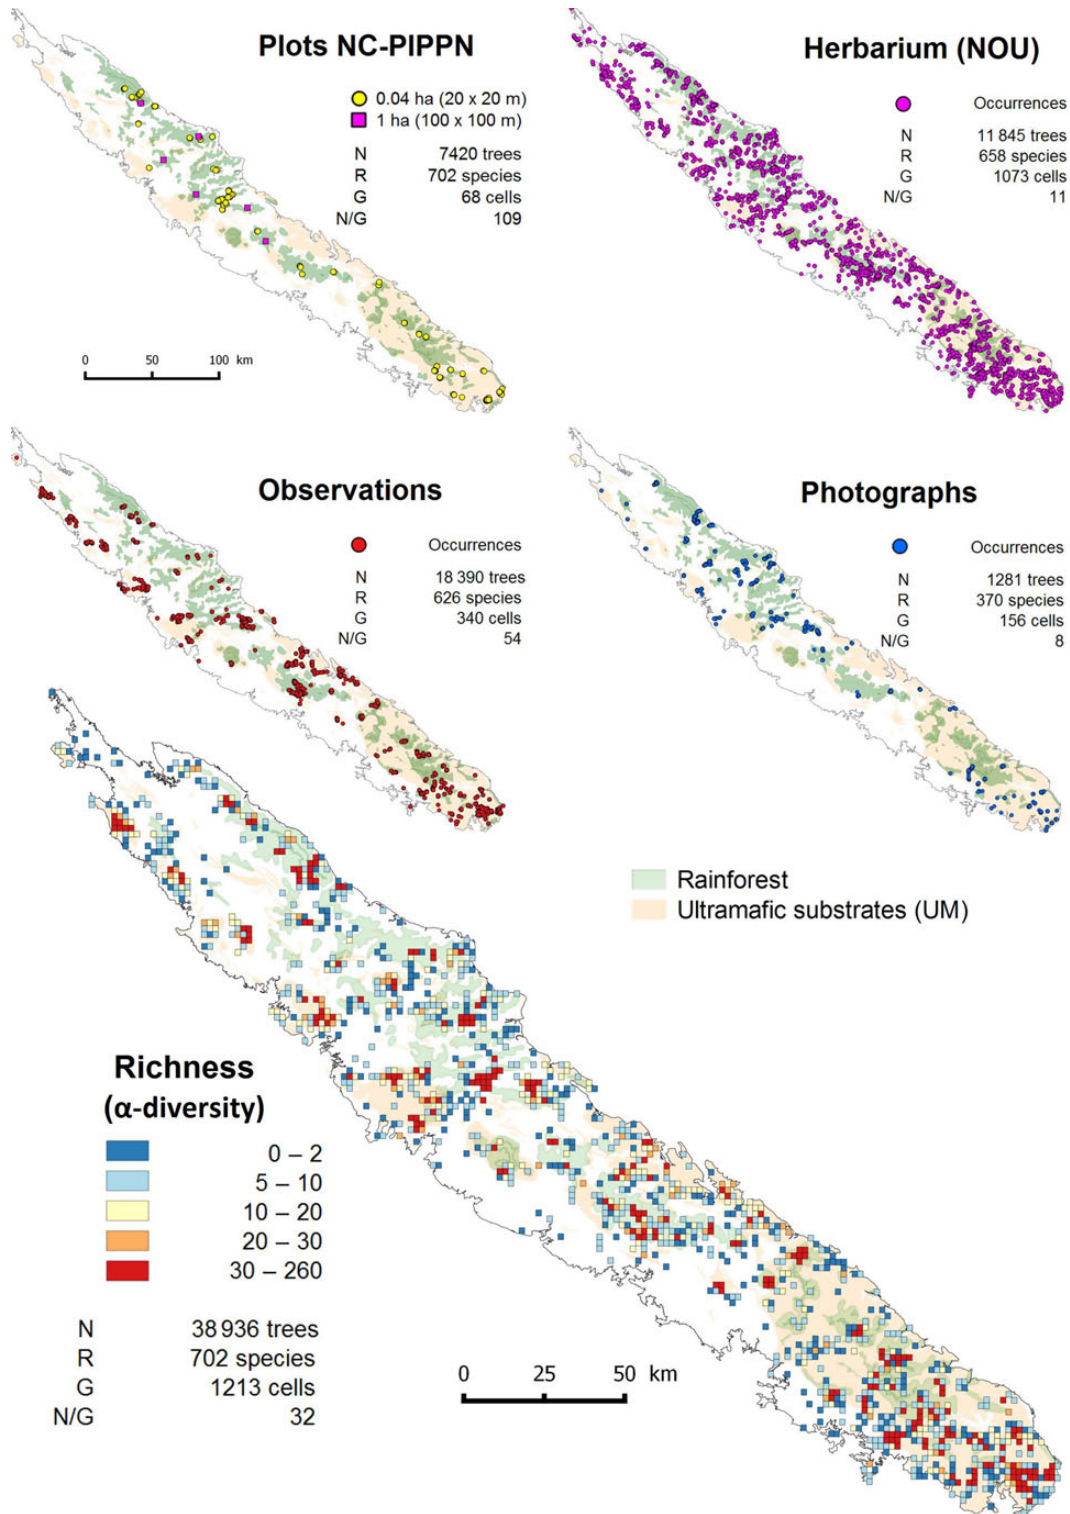 Plots NC-PIPPN
0.04 ha (20 x 20 m)
1 ha (100 x 100 m)
N 7420 trees
R 702 species
G 68 cells
N/G 109
0 50 100 km
Herbarium (NOU)
Occurrences
N 11 845 trees
R 658 species
G 1073 cells
N/G 11
Observations
Occurrences
N 18 390 trees
R 626 species
G 340 cells
N/G 54
Photographs
Occurrences
N 1281 trees
R 370 species
G 156 cells
N/G 8
Rainforest
Ultramafic substrates (UM)
Richness
(α-diversity)
0 – 2
5 – 10
10 – 20
20 – 30
30 – 260
N 38 936 trees
R 702 species
G 1213 cells
N/G 32
0 25 50 km